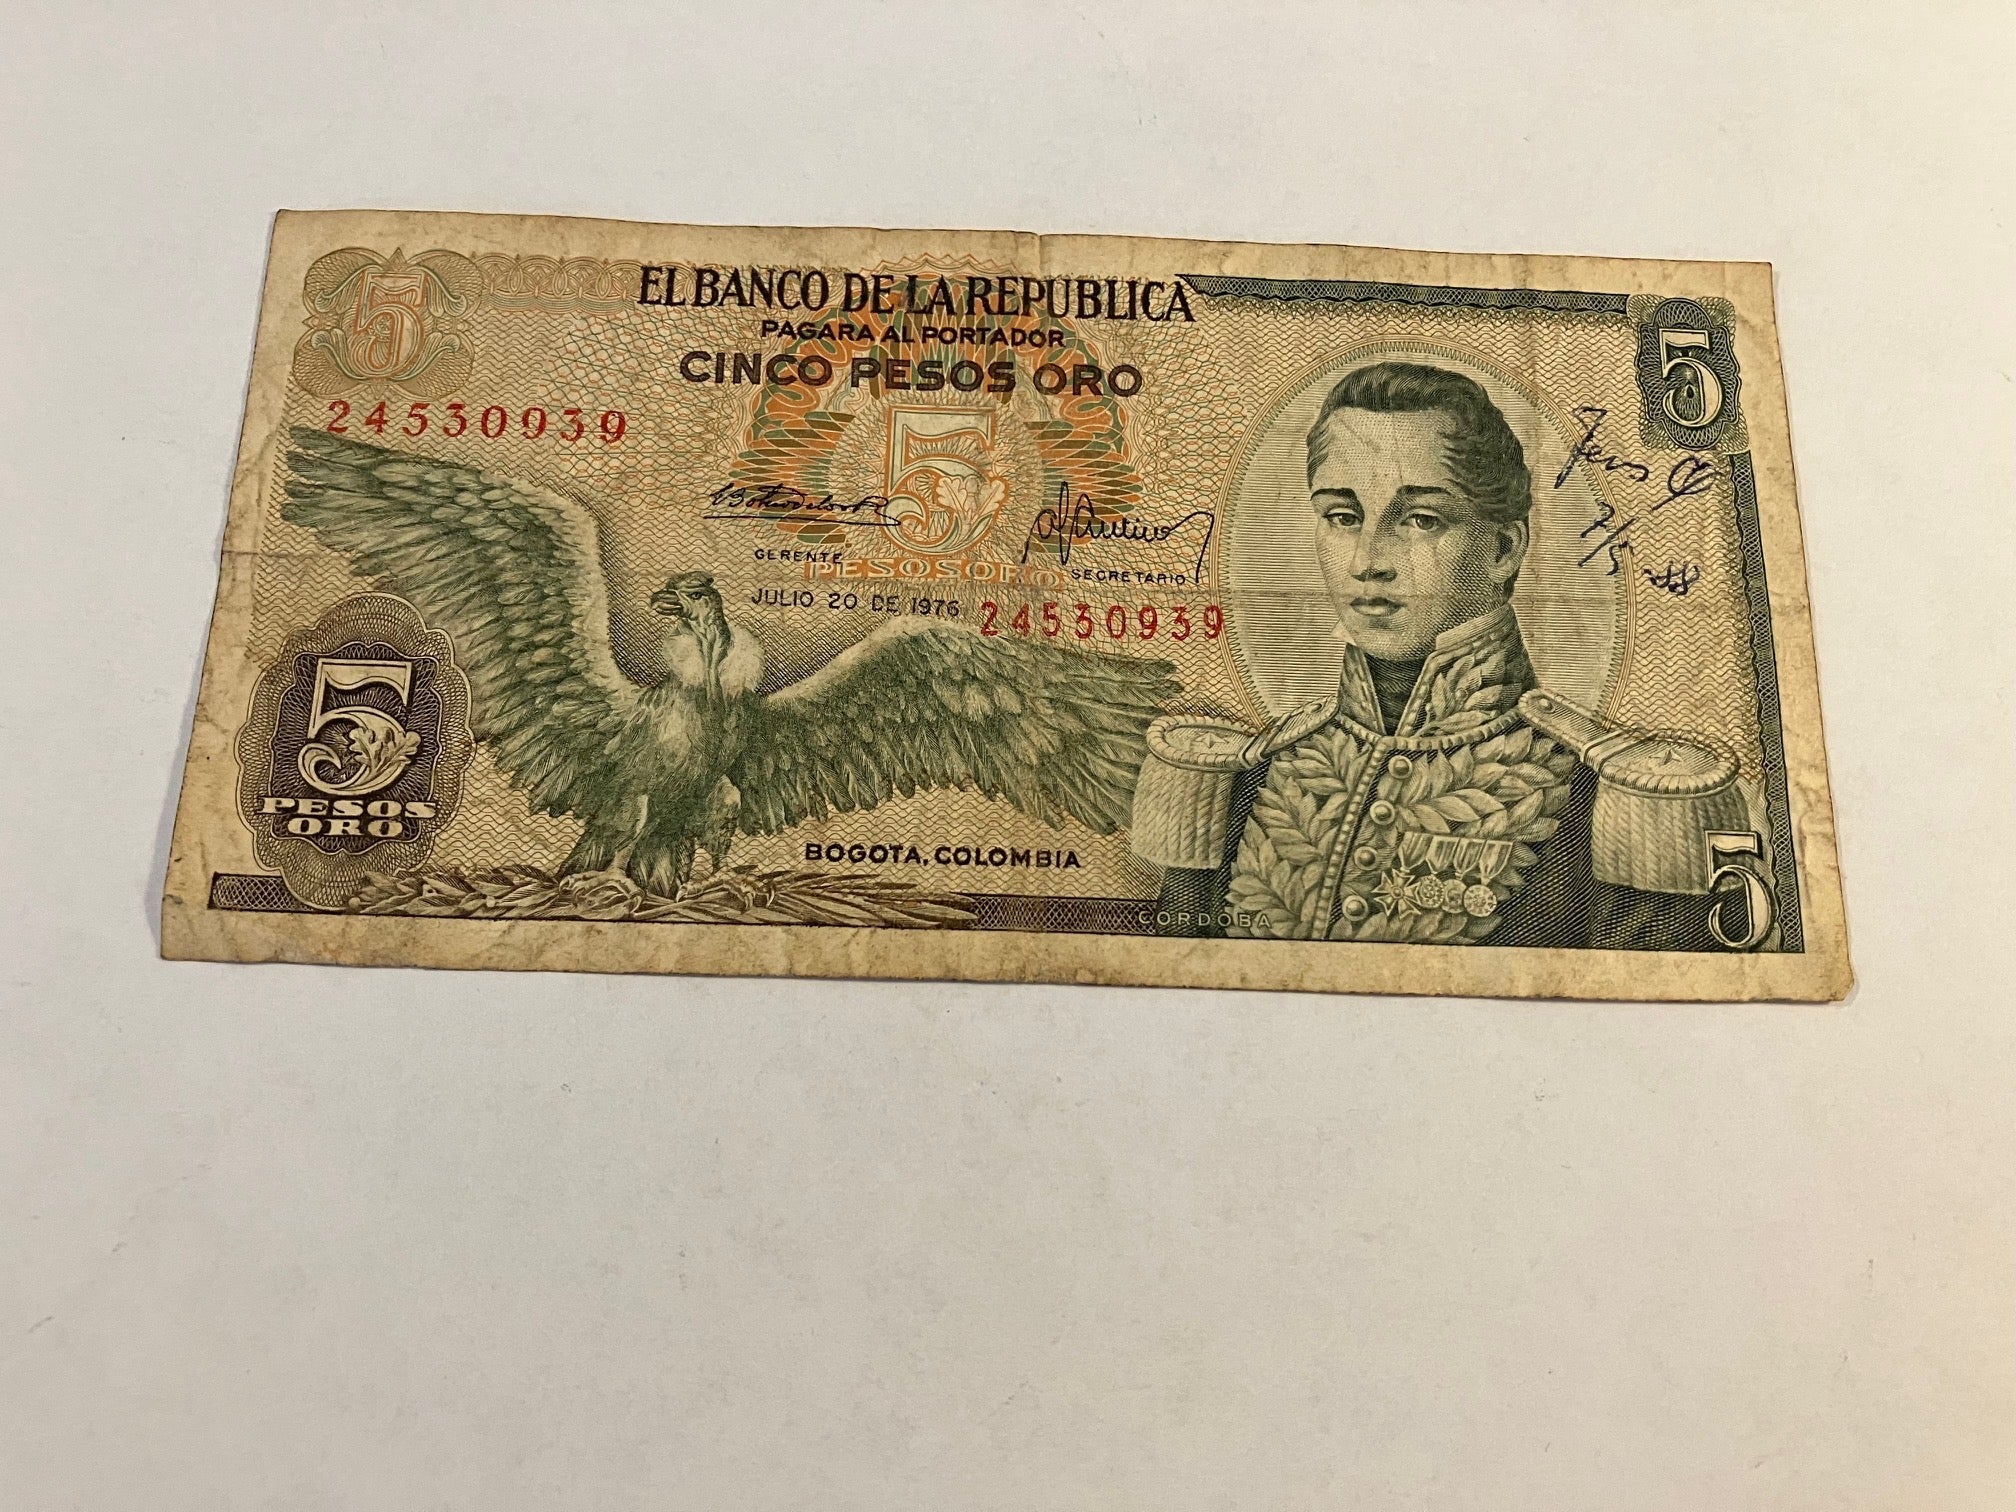 5
EL BANCO DE LA REPUBLICA
PAGARA AL PORTADOR
CINCO PESOS ORO
5
24530939
5
GERENTE
SECRETARIO
PESOS ORO
JULIO 20 DE 1976
24530939
5
PESOS
ORO
BOGOTA, COLOMBIA
CORDOBA
5